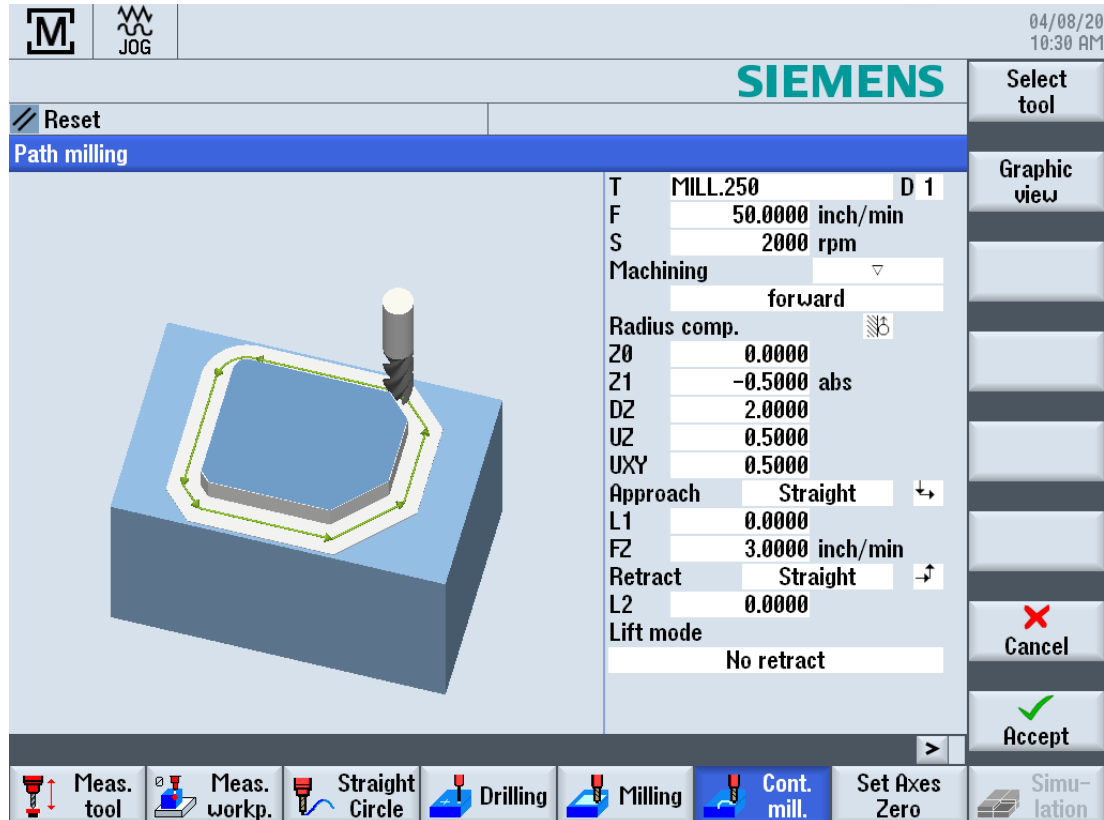 M
JOG
04/08/20
10:30 AM
SIEMENS
Select
tool
Reset
Path milling
Graphic
view
T MILL.250 D 1
F 50.0000 inch/min
S 2000 rpm
Machining ▽
forward
Radius comp.
Z0 0.0000
Z1 -0.5000 abs
DZ 2.0000
UZ 0.5000
UXY 0.5000
Approach Straight
L1 0.0000
FZ 3.0000 inch/min
Retract Straight
L2 0.0000
Lift mode
No retract
Cancel
Accept
>
Meas.
tool
Meas.
workp.
Straight
Circle
Drilling
Milling
Cont.
mill.
Set Axes
Zero
Simu-
lation